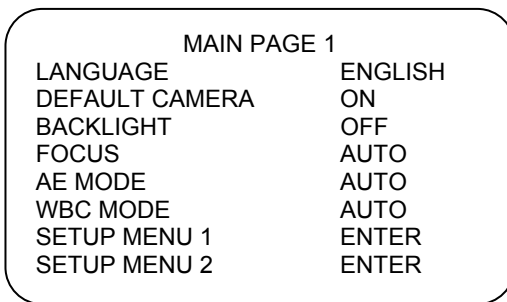 MAIN PAGE 1
LANGUAGE ENGLISH
DEFAULT CAMERA ON
BACKLIGHT OFF
FOCUS AUTO
AE MODE AUTO
WBC MODE AUTO
SETUP MENU 1 ENTER
SETUP MENU 2 ENTER